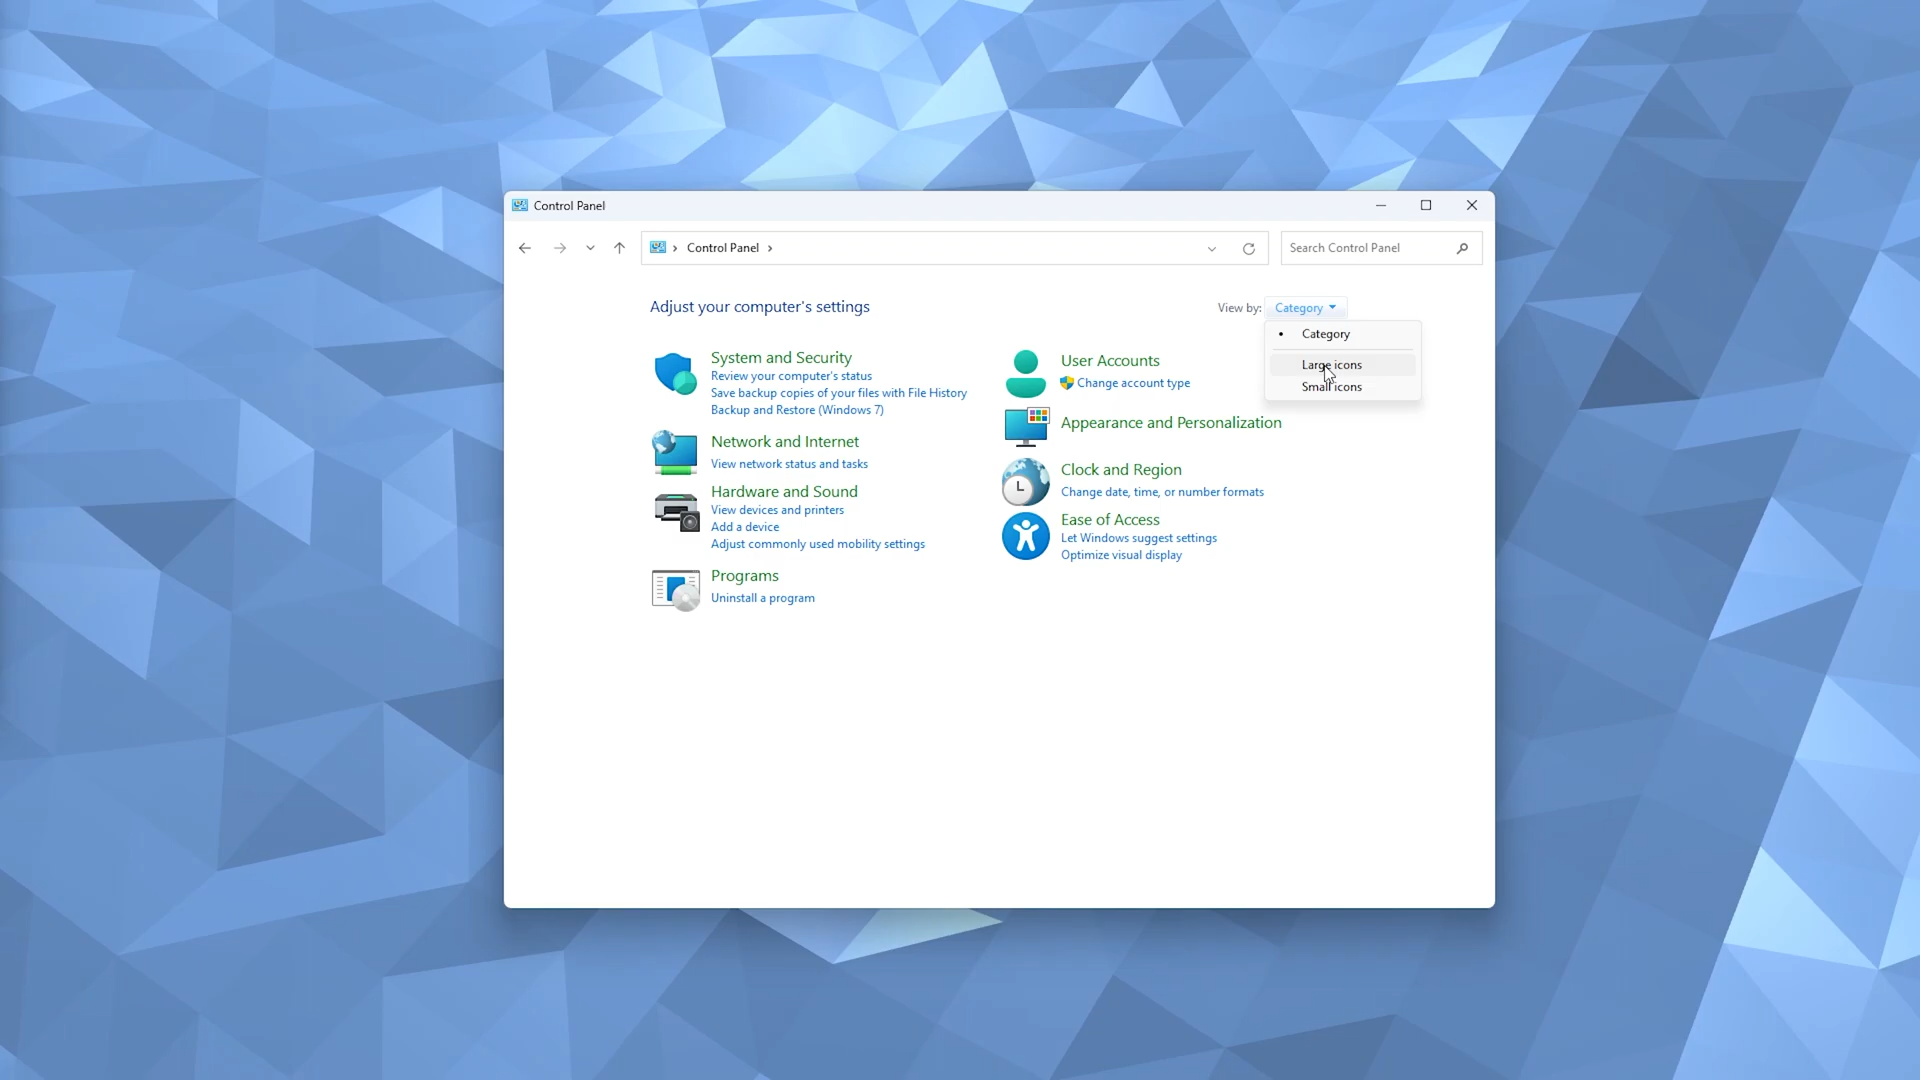 Control Panel
Control Panel
Search Control Panel
Adjust your computer's settings
View by: Category
Category
Large icons
Small icons
System and Security
Review your computer's status
Save backup copies of your files with File History
Backup and Restore (Windows 7)
Network and Internet
View network status and tasks
Hardware and Sound
View devices and printers
Add a device
Adjust commonly used mobility settings
Programs
Uninstall a program
User Accounts
Change account type
Appearance and Personalization
Clock and Region
Change date, time, or number formats
Ease of Access
Let Windows suggest settings
Optimize visual display